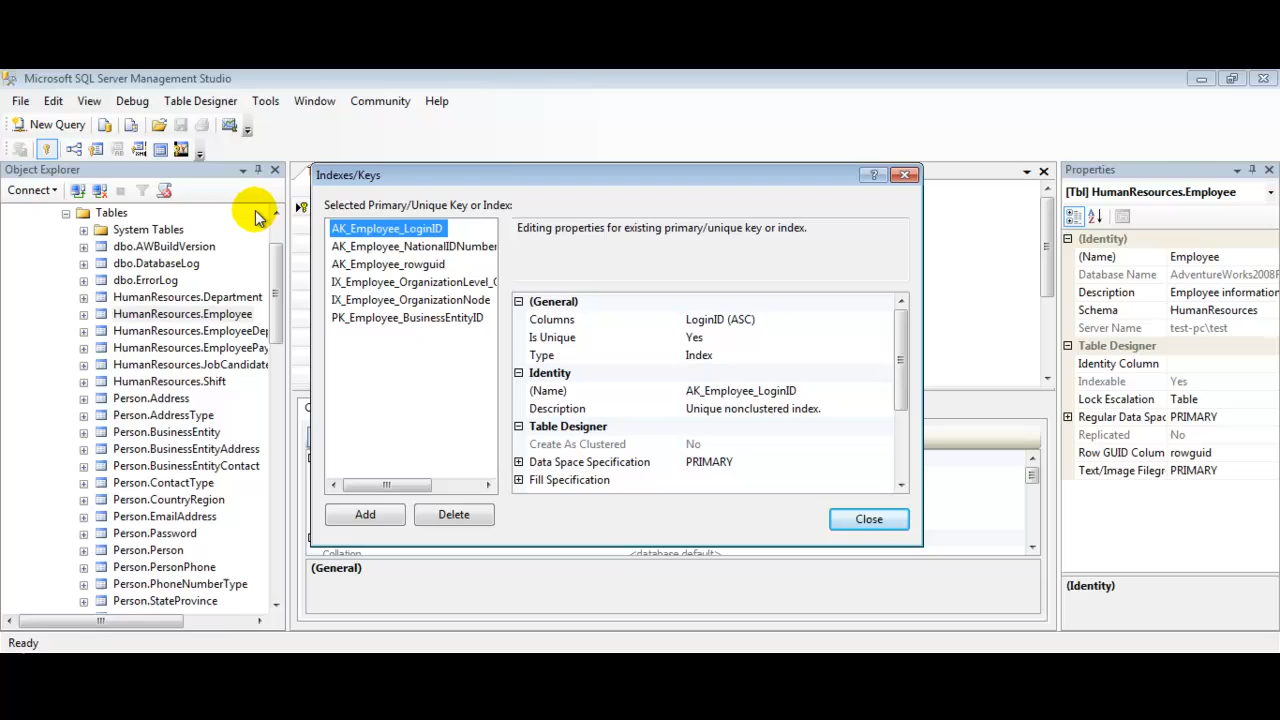 Microsoft SQL Server Management Studio
File Edit View Debug Table Designer Tools Window Community Help
New Query
Object Explorer
Connect
Tables
System Tables
dbo.AWBuildVersion
dbo.DatabaseLog
dbo.ErrorLog
HumanResources.Department
HumanResources.Employee
HumanResources.EmployeeDep
HumanResources.EmployeePay
HumanResources.JobCandidate
HumanResources.Shift
Person.Address
Person.AddressType
Person.BusinessEntity
Person.BusinessEntityAddress
Person.BusinessEntityContact
Person.ContactType
Person.CountryRegion
Person.EmailAddress
Person.Password
Person.Person
Person.PersonPhone
Person.PhoneNumberType
Person.StateProvince
Indexes/Keys
Selected Primary/Unique Key or Index:
AK_Employee_LoginID
AK_Employee_NationalIDNumber
AK_Employee_rowguid
IX_Employee_OrganizationLevel_O
IX_Employee_OrganizationNode
PK_Employee_BusinessEntityID
Add Delete
Editing properties for existing primary/unique key or index.
(General)
Columns LoginID (ASC)
Is Unique Yes
Type Index
Identity
(Name) AK_Employee_LoginID
Description Unique nonclustered index.
Table Designer
Create As Clustered No
Data Space Specification PRIMARY
Fill Specification
Close
Collation <database default>
(General)
Properties
[Tbl] HumanResources.Employee
(Identity)
(Name) Employee
Database Name AdventureWorks2008R
Description Employee information
Schema HumanResources
Server Name test-pc\test
Table Designer
Identity Column
Indexable Yes
Lock Escalation Table
Regular Data Spac PRIMARY
Replicated No
Row GUID Colum rowguid
Text/Image Filegr PRIMARY
(Identity)
Ready